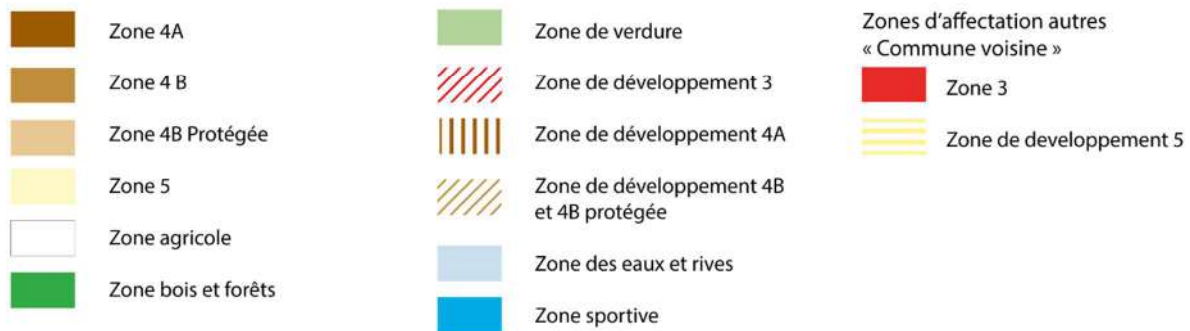 Zone 4A
Zone 4 B
Zone 4B Protégée
Zone 5
Zone agricole
Zone bois et forêts
Zone de verdure
Zone de développement 3
Zone de développement 4A
Zone de développement 4B
et 4B protégée
Zone des eaux et rives
Zone sportive
Zones d'affectation autres
« Commune voisine »
Zone 3
Zone de developpement 5